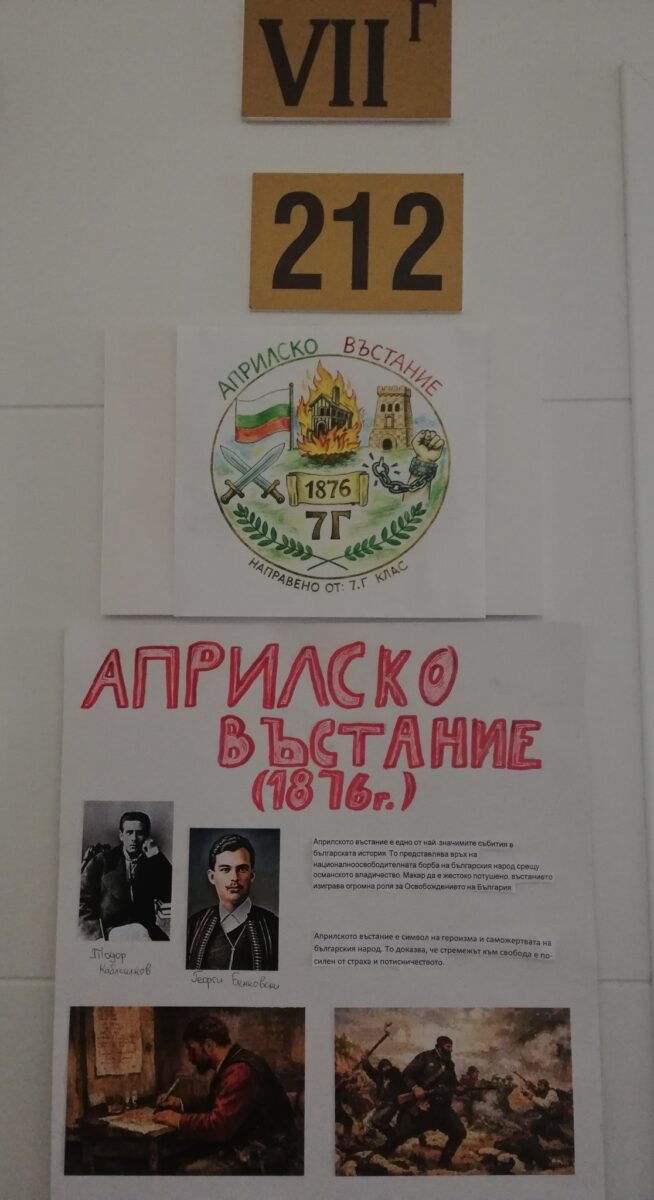 VII Г
212
АПРИЛСКО ВЪСТАНИЕ
1876
7Г
НАПРАВЕНО ОТ: 7.Г КЛАС
АПРИЛСКО
ВЪСТАНИЕ
(1876г.)
Априлското въстание е едно от най-значимите събития в
българската история. То представлява връх на
националноосвободителната борба на българския народ срещу
османското владичество. Макар да е жестоко потушено, въстанието
изиграва огромна роля за Освобождението на България.
Априлското въстание е символ на героизма и саможертвата на
българския народ. То доказва, че стремежът към свобода е по-
силен от страха и потисничеството.
Тодор
Каблешков
Георги Бенковски